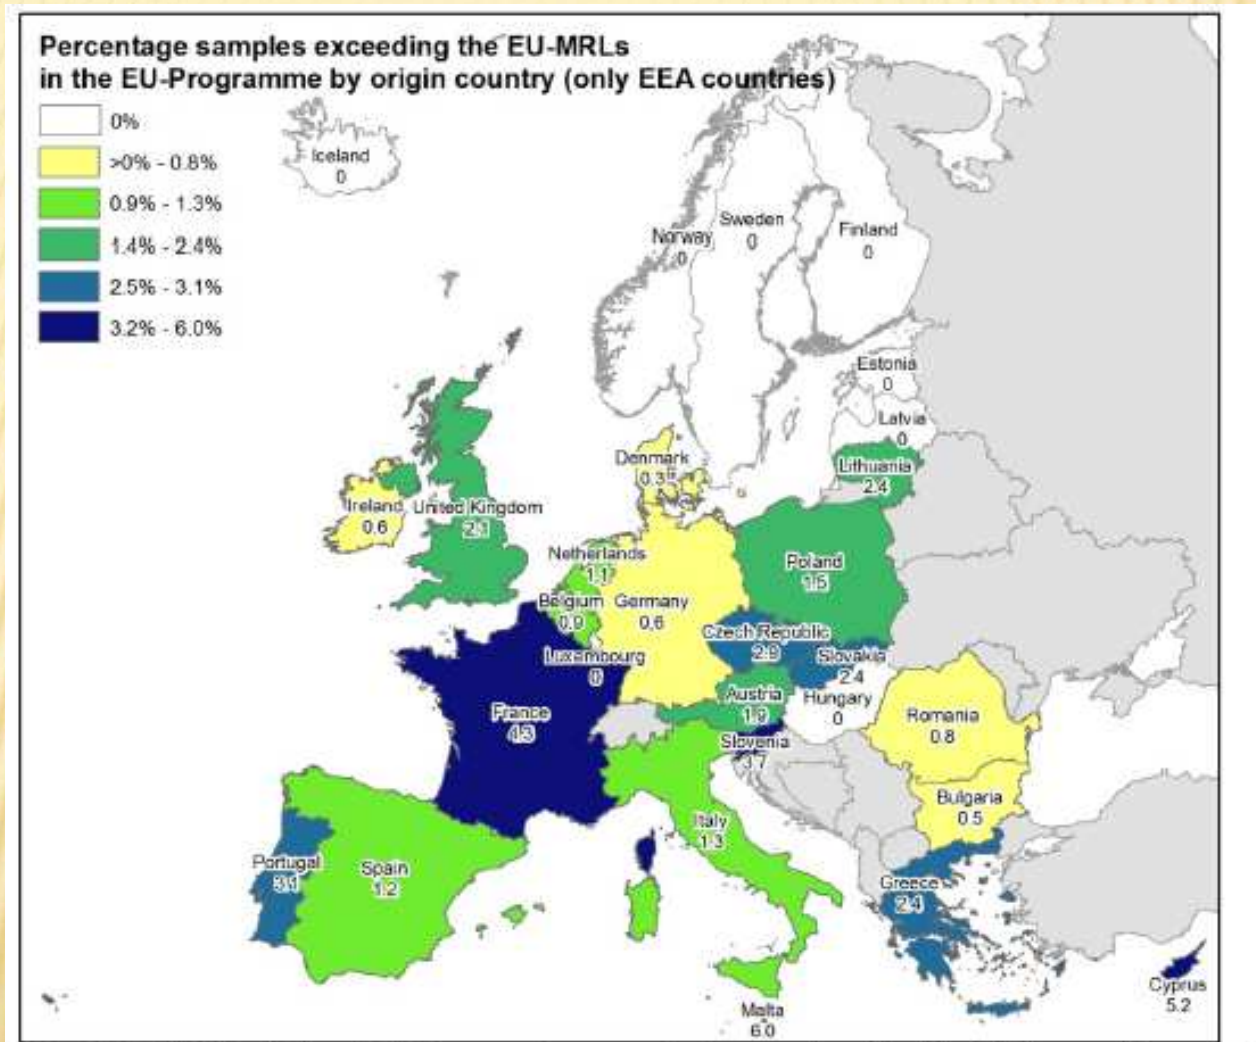 Percentage samples exceeding the EU-MRLs
in the EU-Programme by origin country (only EEA countries)
0%
>0% - 0.8%
0.9% - 1.3%
1.4% - 2.4%
2.5% - 3.1%
3.2% - 6.0%
Iceland
0
Norway
0
Sweden
0
Finland
0
Estonia
0
Latvia
0
Lithuania
2.4
Denmark
0.3
Ireland
0.6
United Kingdom
2.1
Netherlands
1.1
Belgium
0.9
Germany
0.6
Poland
1.5
Czech Republic
2.9
Slovakia
2.4
Luxembourg
0
Austria
1.9
Hungary
0
France
4.3
Slovenia
3.7
Romania
0.8
Bulgaria
0.5
Italy
1.3
Portugal
3.1
Spain
1.2
Greece
2.4
Malta
6.0
Cyprus
5.2